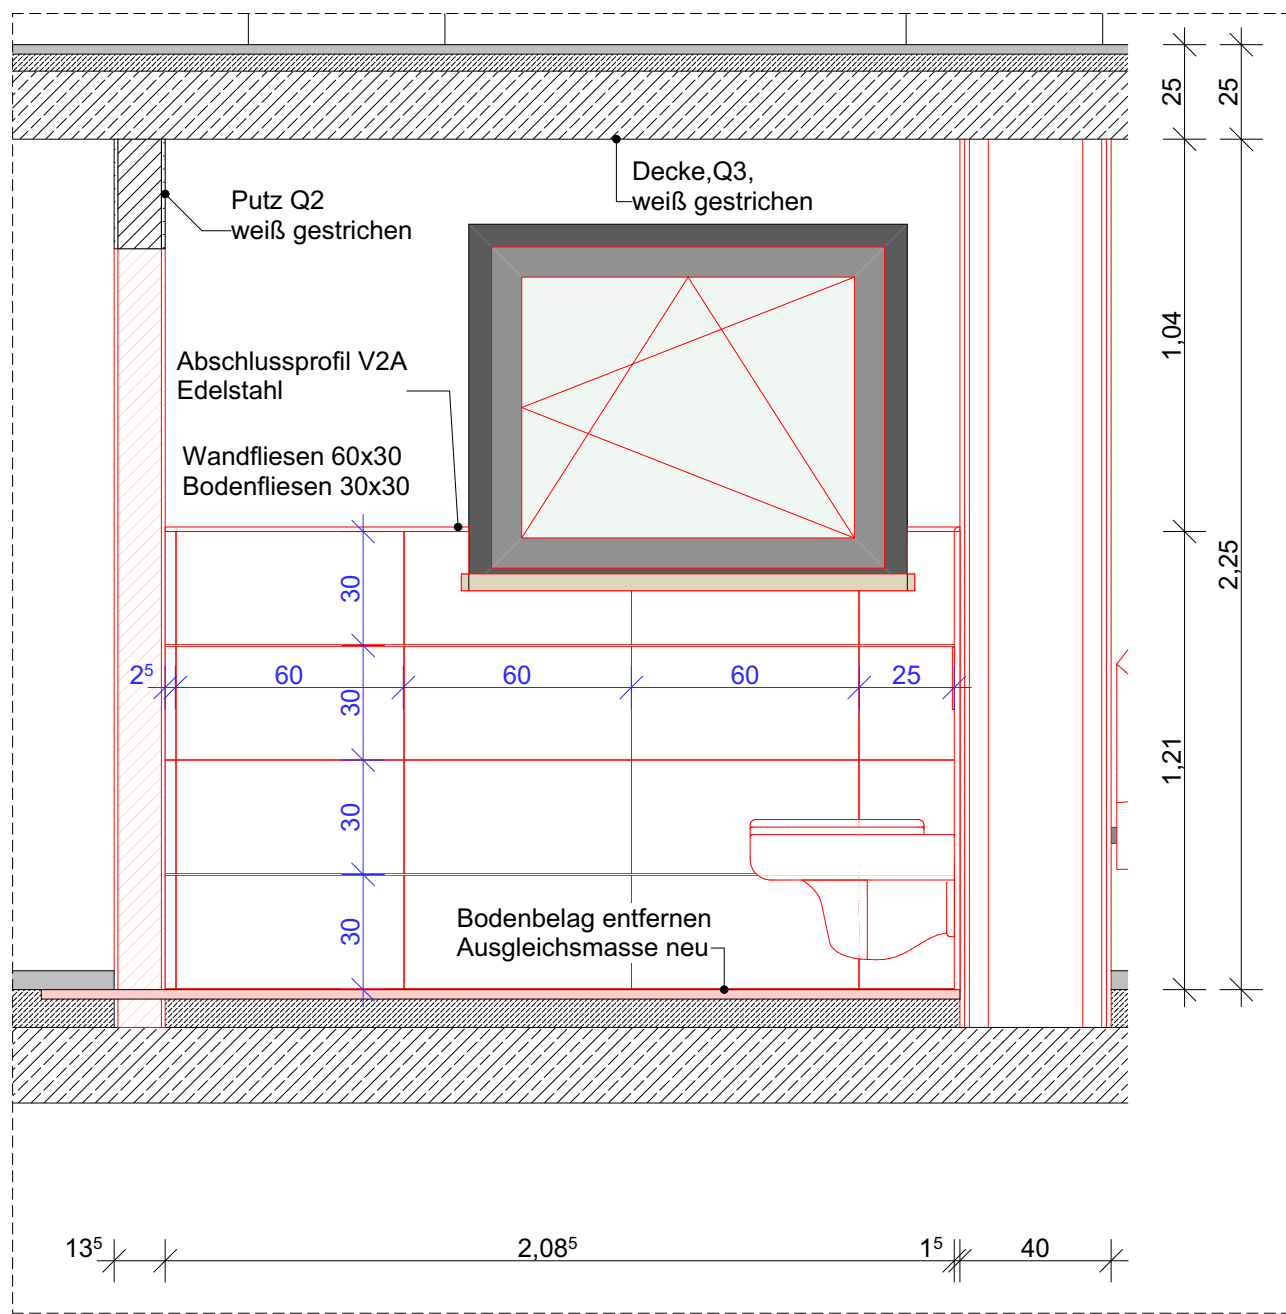 25
25
Decke,Q3,
weiß gestrichen
Putz Q2
weiß gestrichen
1,04
Abschlussprofil V2A
Edelstahl
Wandfliesen 60x30
Bodenfliesen 30x30
2,25
30
2⁵
60
60
60
25
30
1,21
30
Bodenbelag entfernen
Ausgleichsmasse neu
30
13⁵
2,08⁵
1⁵
40